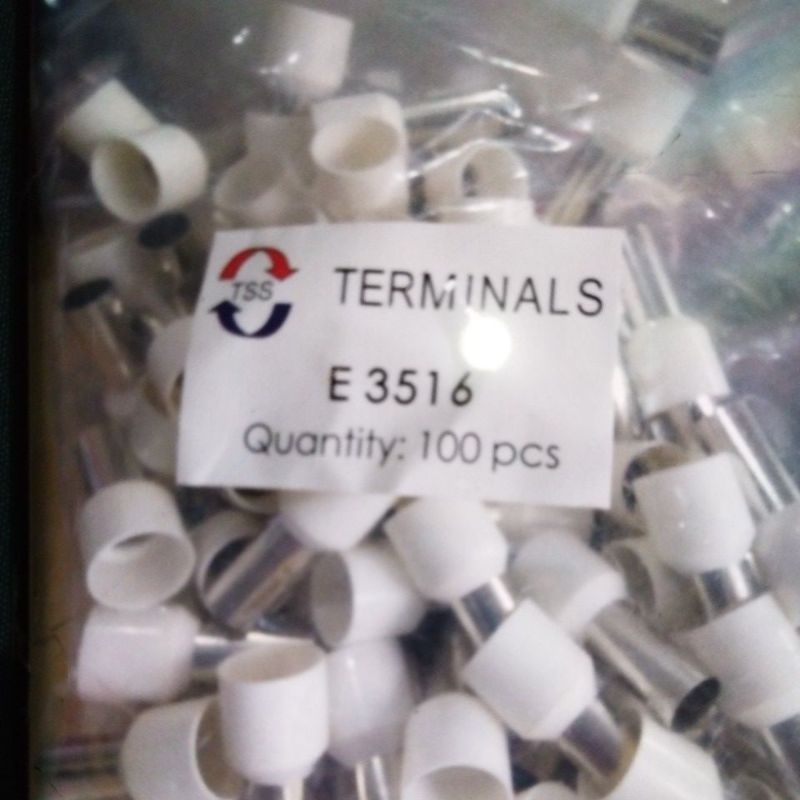 TSS
TERMINALS
E 3516
Quantity: 100 pcs